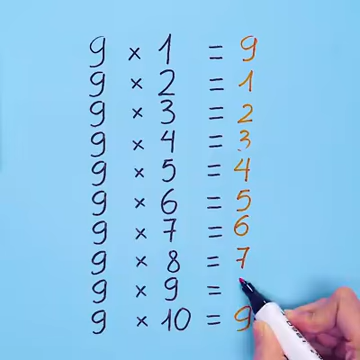 9 × 1 = 9
9 × 2 = 1
9 × 3 = 2
9 × 4 = 3
9 × 5 = 4
9 × 6 = 5
9 × 7 = 6
9 × 8 = 7
9 × 9 =
9 × 10 = 9